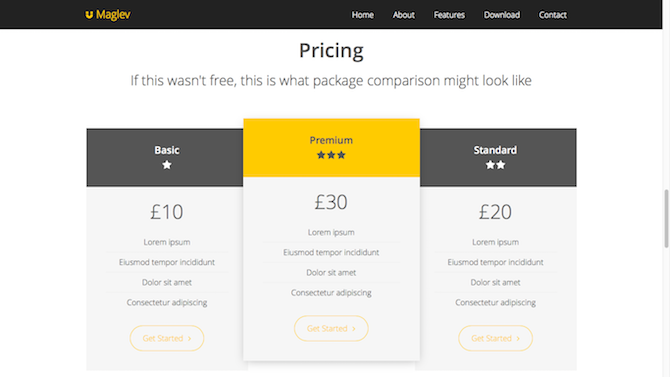 Maglev
Home About Features Download Contact
Pricing
If this wasn't free, this is what package comparison might look like
Basic
£10
Lorem ipsum
Eiusmod tempor incididunt
Dolor sit amet
Consectetur adipiscing
Get Started
Premium
£30
Lorem ipsum
Eiusmod tempor incididunt
Dolor sit amet
Consectetur adipiscing
Get Started
Standard
£20
Lorem ipsum
Eiusmod tempor incididunt
Dolor sit amet
Consectetur adipiscing
Get Started